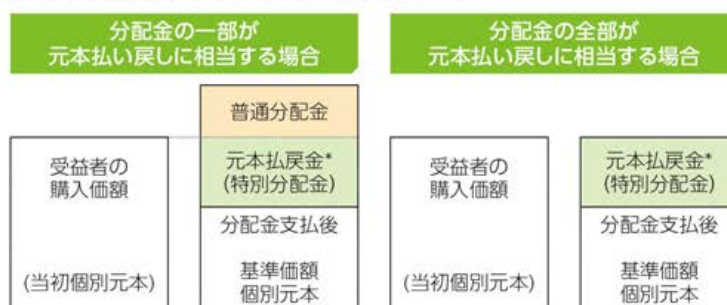 分配金の一部が
元本払い戻しに相当する場合
普通分配金
受益者の
購入価額
(当初個別元本)
元本払戻金*
(特別分配金)
分配金支払後
基準価額
個別元本
分配金の全部が
元本払い戻しに相当する場合
受益者の
購入価額
(当初個別元本)
元本払戻金*
(特別分配金)
分配金支払後
基準価額
個別元本